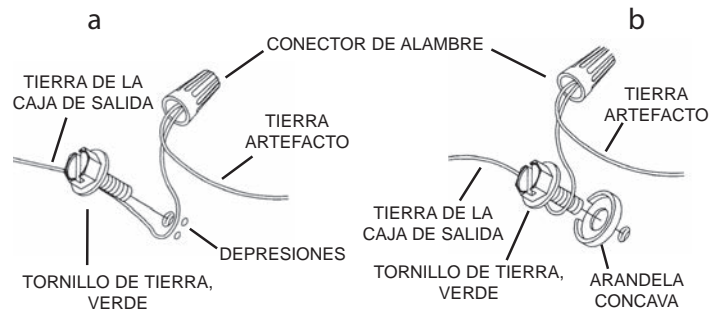 a
b
CONECTOR DE ALAMBRE
TIERRA DE LA
CAJA DE SALIDA
TIERRA
ARTEFACTO
TIERRA
ARTEFACTO
TIERRA DE LA
CAJA DE SALIDA
DEPRESIONES
TORNILLO DE TIERRA,
VERDE
TORNILLO DE TIERRA,
VERDE
ARANDELA
CONCAVA